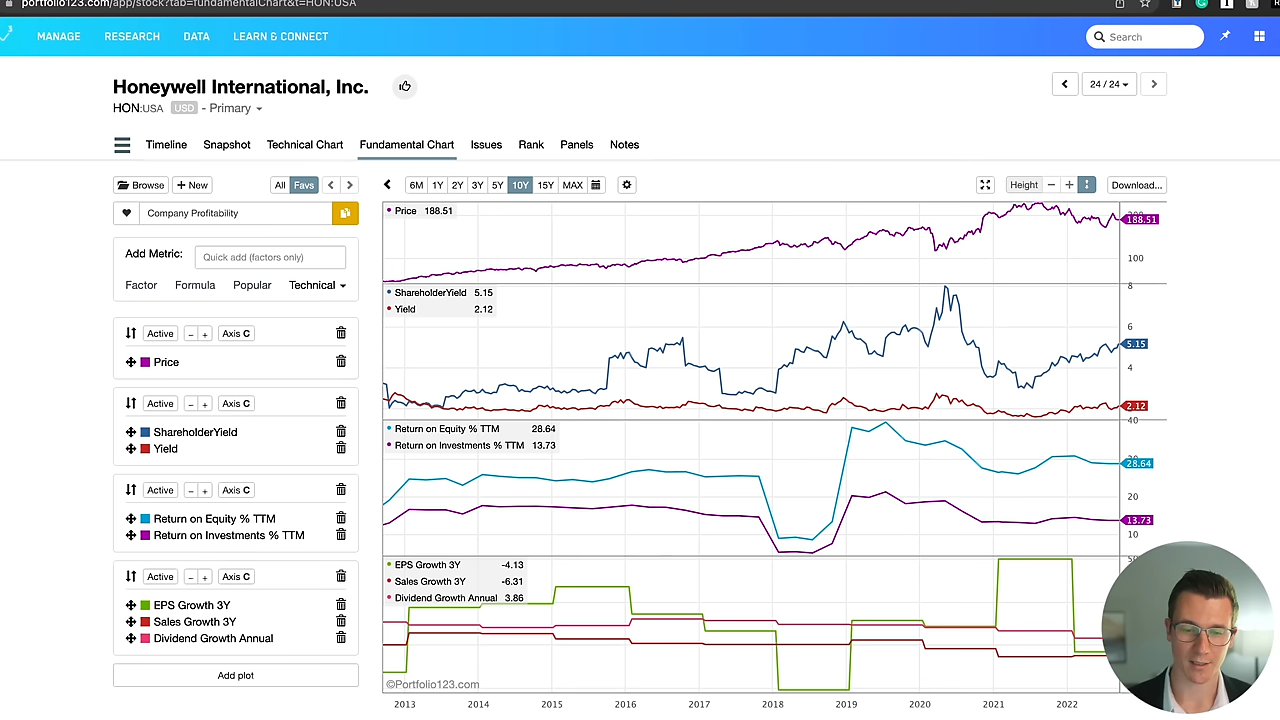 portfolio123.com/app/stock?tab=fundamentalChart&t=HON:USA
MANAGE RESEARCH DATA LEARN & CONNECT Search
Honeywell International, Inc.
HON:USA USD - Primary
24 / 24
Timeline Snapshot Technical Chart Fundamental Chart Issues Rank Panels Notes
Browse + New All Favs
6M 1Y 2Y 3Y 5Y 10Y 15Y MAX Height − + Download...
Company Profitability
Add Metric: Quick add (factors only)
Factor Formula Popular Technical
Active − + Axis C
Price
Active − + Axis C
ShareholderYield
Yield
Active − + Axis C
Return on Equity % TTM
Return on Investments % TTM
Active − + Axis C
EPS Growth 3Y
Sales Growth 3Y
Dividend Growth Annual
Add plot
Price 188.51
188.51
100
ShareholderYield 5.15
Yield 2.12
8
6
5.15
4
2.12
40
Return on Equity % TTM 28.64
Return on Investments % TTM 13.73
28.64
20
13.73
10
EPS Growth 3Y -4.13
Sales Growth 3Y -6.31
Dividend Growth Annual 3.86
©Portfolio123.com
2013 2014 2015 2016 2017 2018 2019 2020 2021 2022